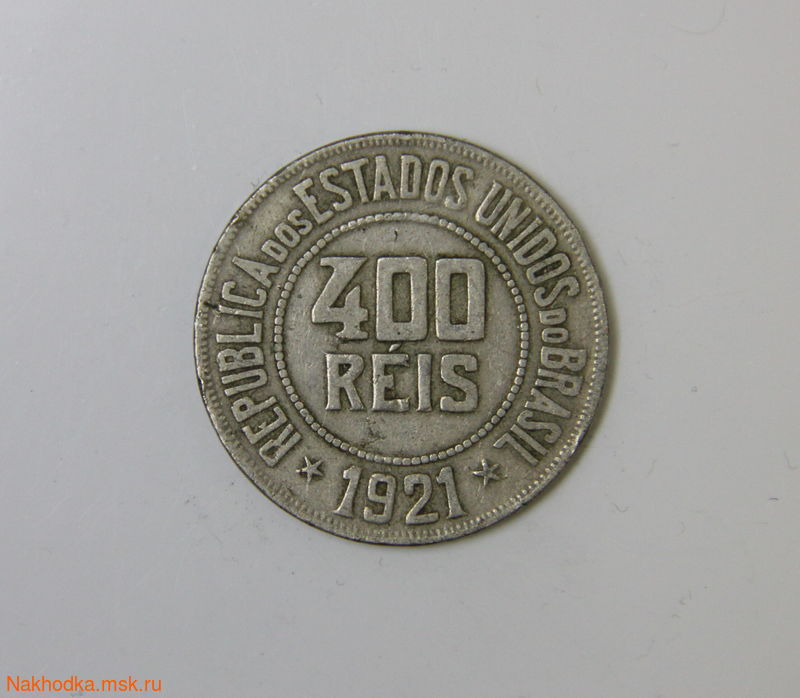 REPUBLICA DOS ESTADOS UNIDOS DO BRASIL
400
RÉIS
★ 1921 ★
Nakhodka.msk.ru